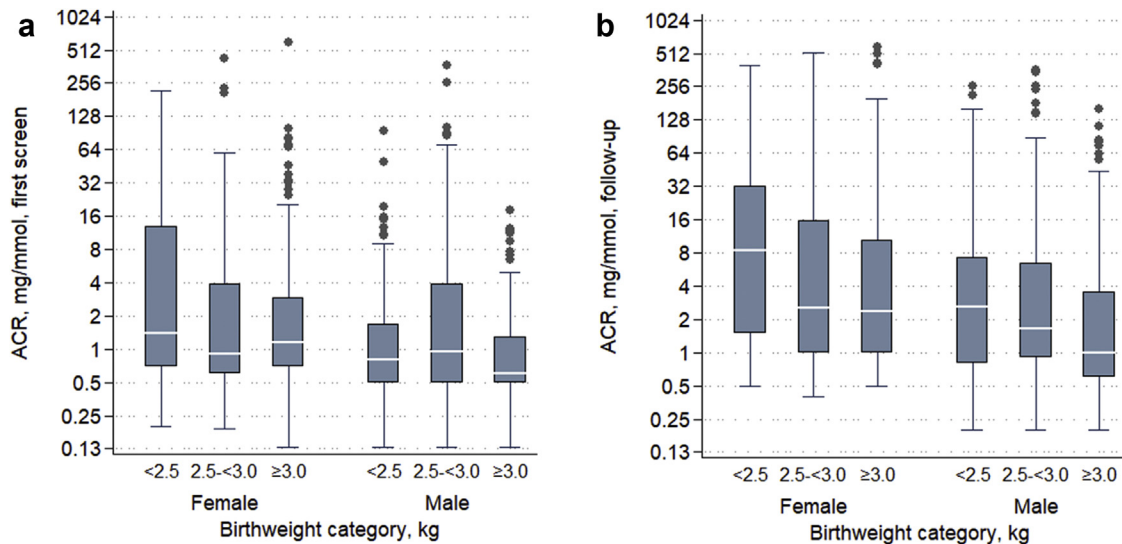 a
ACR, mg/mmol, first screen
1024
512
256
128
64
32
16
8
4
2
1
0.5
0.25
0.13
<2.5 2.5-<3.0 ≥3.0 <2.5 2.5-<3.0 ≥3.0
Female Male
Birthweight category, kg
b
ACR, mg/mmol, follow-up
1024
512
256
128
64
32
16
8
4
2
1
0.5
0.25
0.13
<2.5 2.5-<3.0 ≥3.0 <2.5 2.5-<3.0 ≥3.0
Female Male
Birthweight category, kg